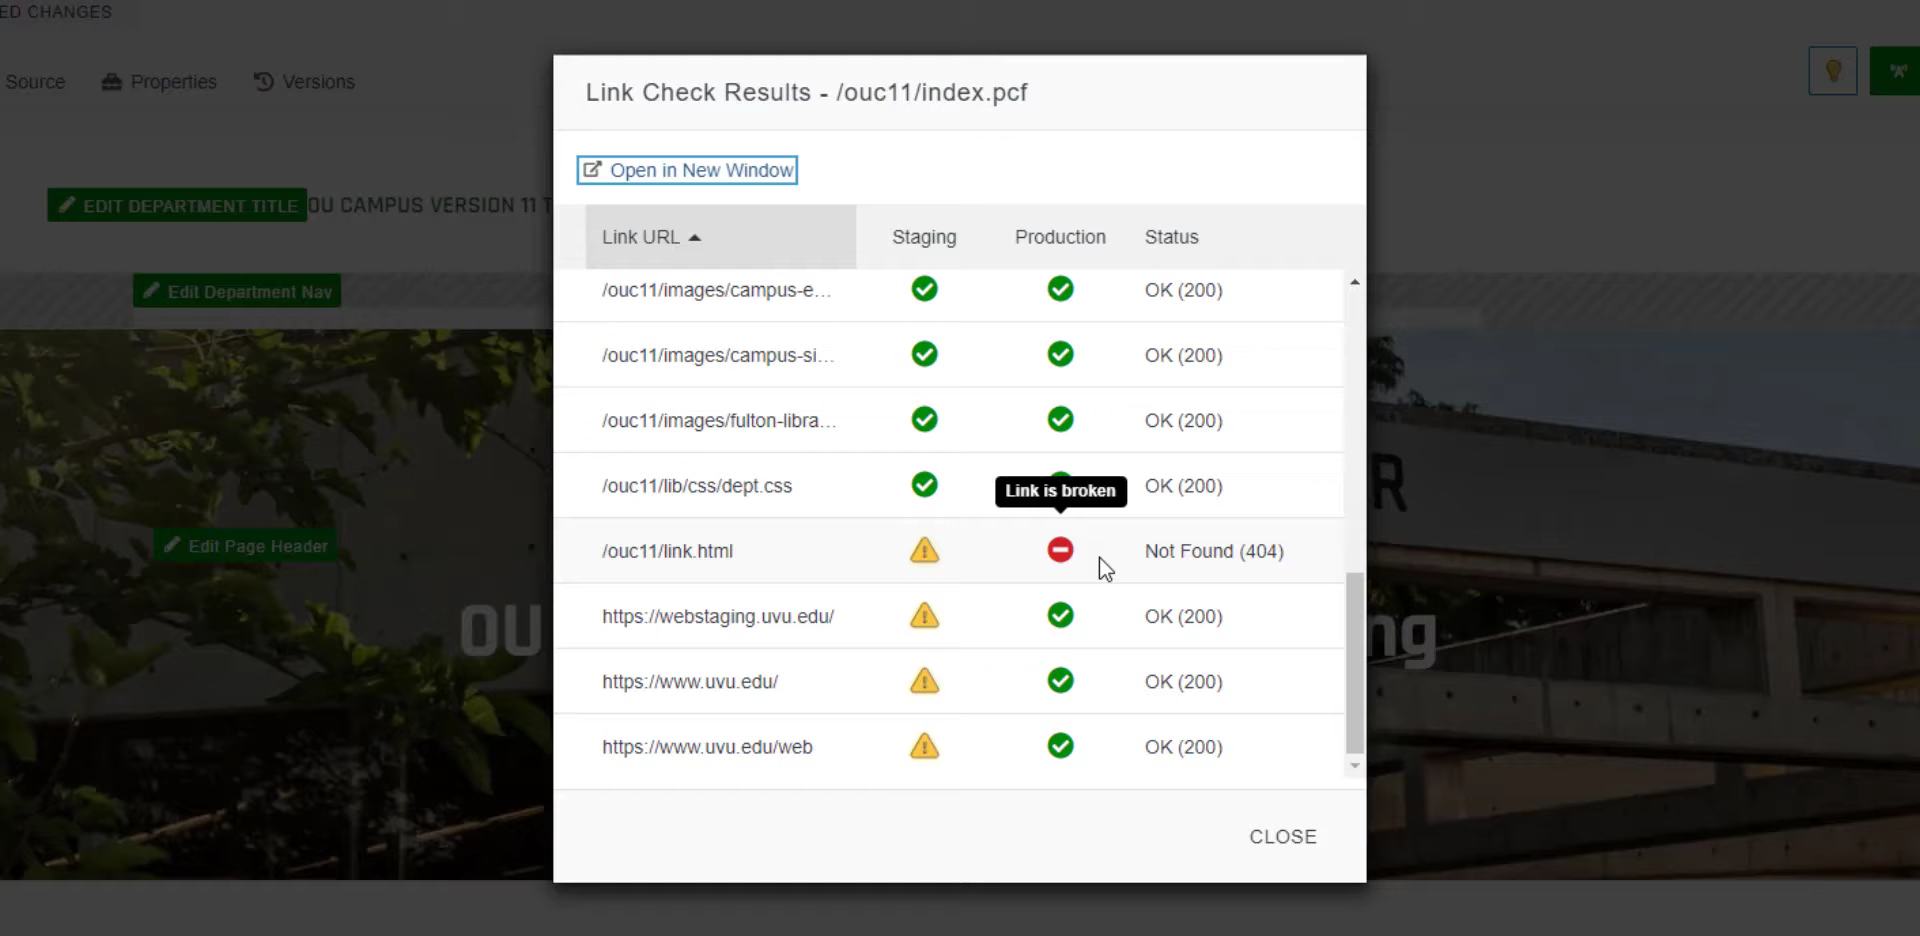 ED CHANGES
Source
Properties
Versions
Link Check Results - /ouc11/index.pcf
Open in New Window
EDIT DEPARTMENT TITLE
OU CAMPUS VERSION 11 T
Link URL
Staging
Production
Status
Edit Department Nav
/ouc11/images/campus-e...
OK (200)
/ouc11/images/campus-si...
OK (200)
/ouc11/images/fulton-libra...
OK (200)
/ouc11/lib/css/dept.css
Link is broken
OK (200)
Edit Page Header
/ouc11/link.html
Not Found (404)
https://webstaging.uvu.edu/
OK (200)
OU
ng
https://www.uvu.edu/
OK (200)
https://www.uvu.edu/web
OK (200)
CLOSE